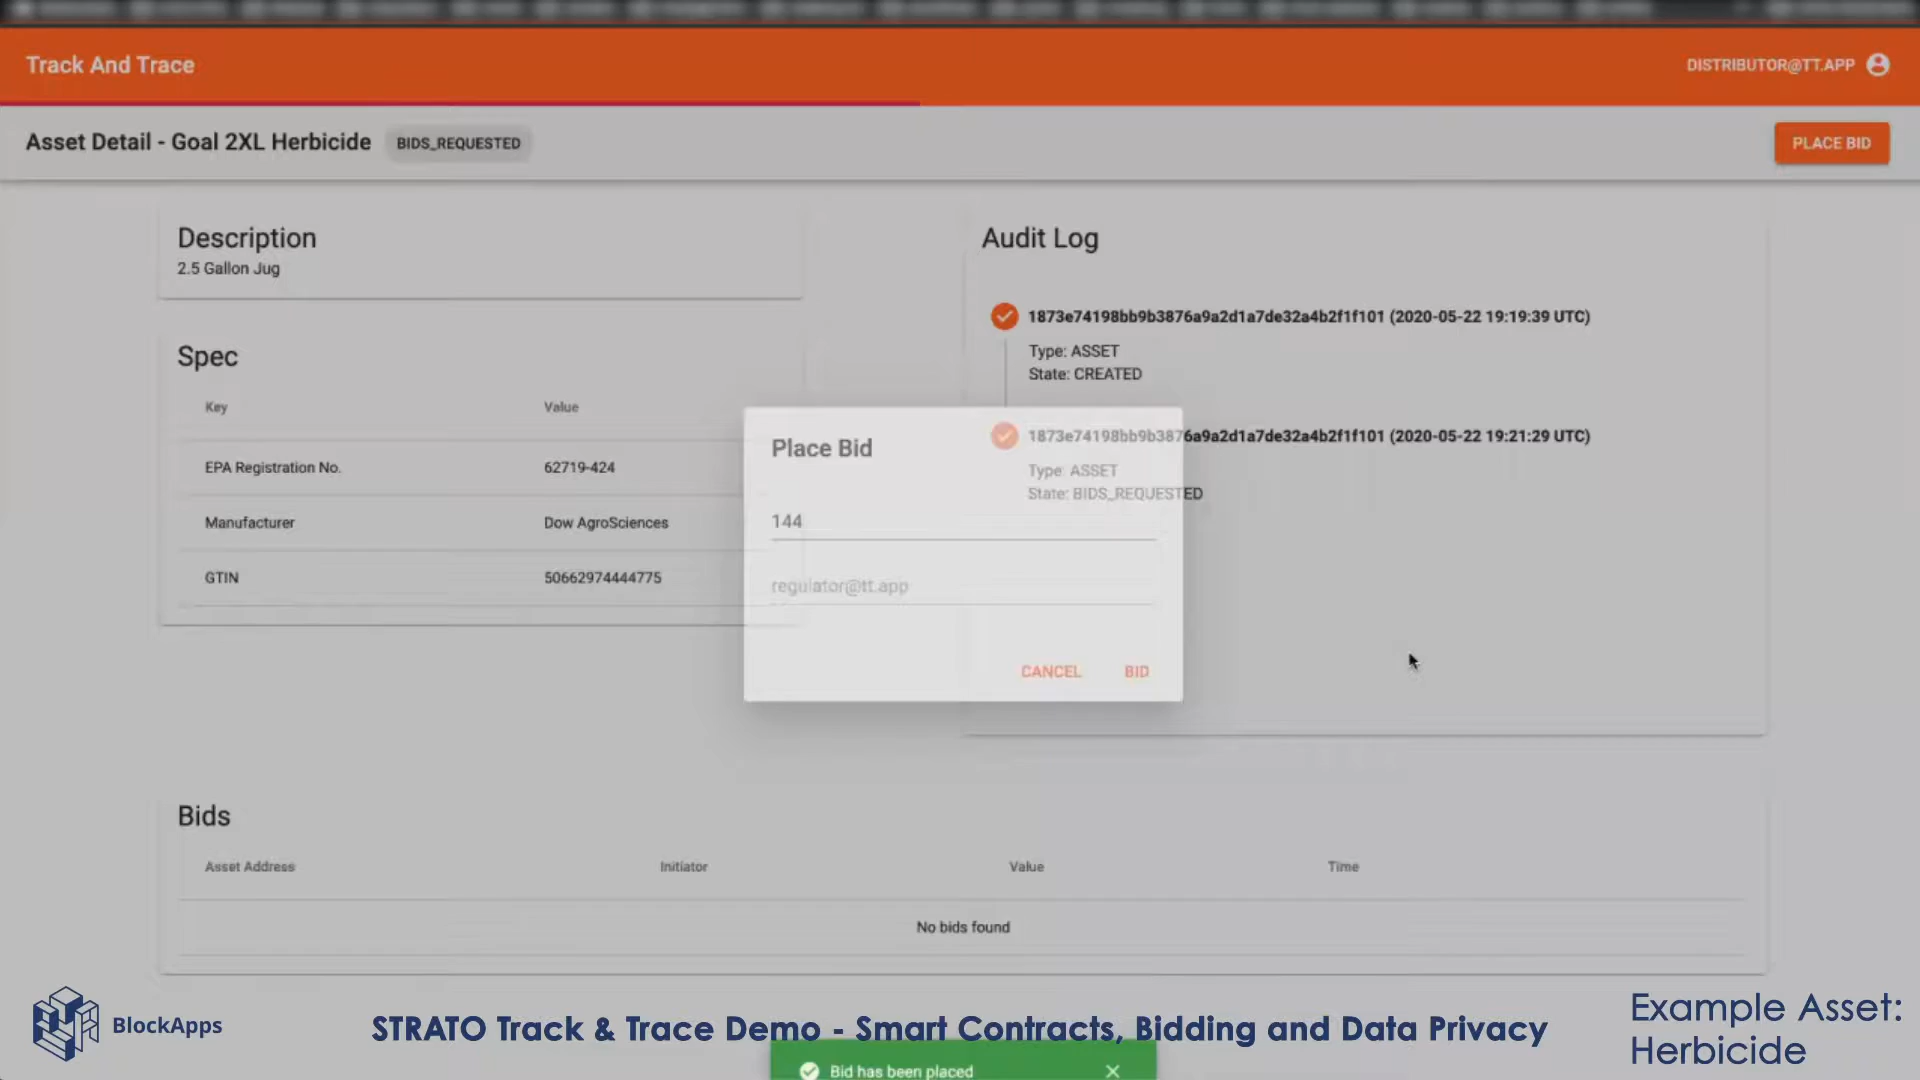 Track And Trace
DISTRIBUTOR@TT.APP
Asset Detail - Goal 2XL Herbicide
BIDS_REQUESTED
PLACE BID
Description
2.5 Gallon Jug
Spec
Key Value
EPA Registration No. 62719-424
Manufacturer Dow AgroSciences
GTIN 50662974444775
Audit Log
1873e74198bb9b3876a9a2d1a7de32a4b2f1f101 (2020-05-22 19:19:39 UTC)
Type: ASSET
State: CREATED
1873e74198bb9b3876a9a2d1a7de32a4b2f1f101 (2020-05-22 19:21:29 UTC)
Type: ASSET
State: BIDS_REQUESTED
Place Bid
144
regulator@tt.app
CANCEL BID
Bids
Asset Address Initiator Value Time
No bids found
BlockApps
STRATO Track & Trace Demo - Smart Contracts, Bidding and Data Privacy
Example Asset:
Herbicide
Bid has been placed